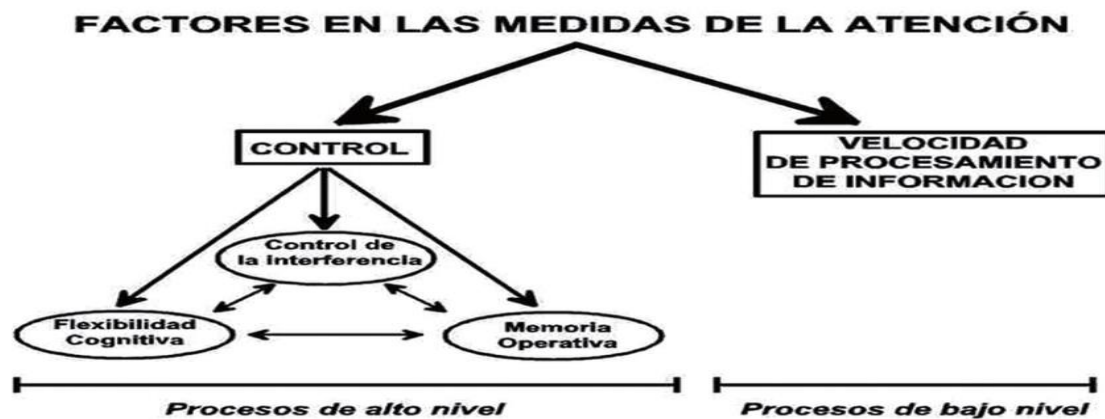 FACTORES EN LAS MEDIDAS DE LA ATENCIÓN
CONTROL
VELOCIDAD
DE PROCESAMIENTO
DE INFORMACION
Control de
la interferencia
Flexibilidad
Cognitiva
Memoria
Operativa
Procesos de alto nivel
Procesos de bajo nivel